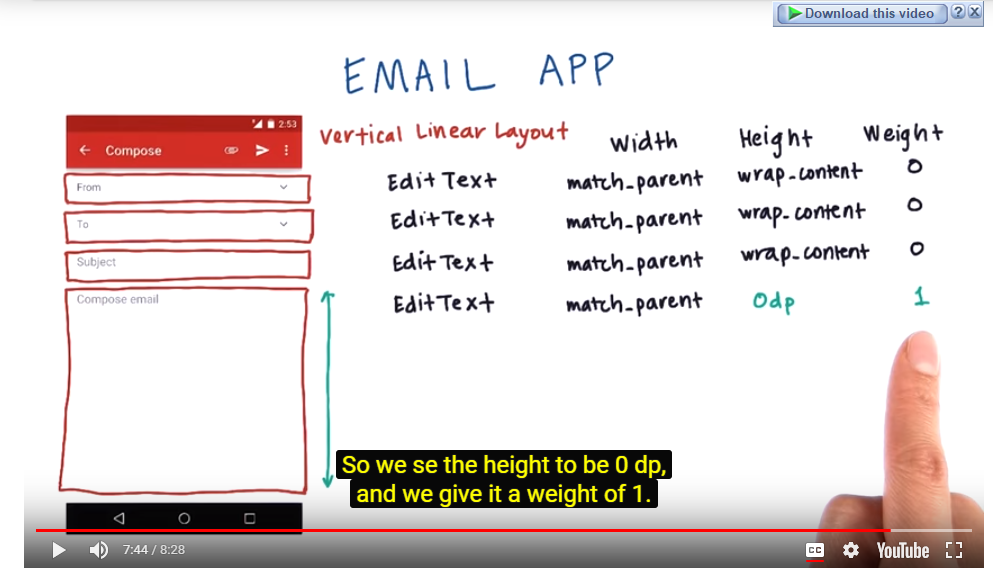 Download this video ? X
EMAIL APP
2:53
Compose
Vertical Linear Layout Width Height Weight
From
EditText match_parent wrap_content 0
To
EditText match_parent wrap_content 0
Subject
EditText match_parent wrap_content 0
Compose email
EditText match_parent 0dp 1
So we se the height to be 0 dp,
and we give it a weight of 1.
7:44 / 8:28 CC YouTube